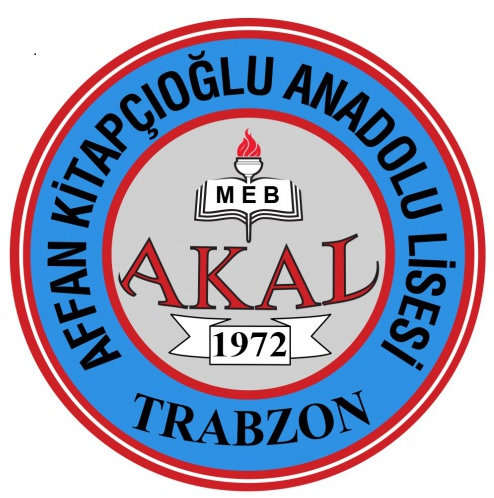 AFFAN KİTAPÇIOĞLU ANADOLU LİSESİ
MEB
AKAL
1972
TRABZON